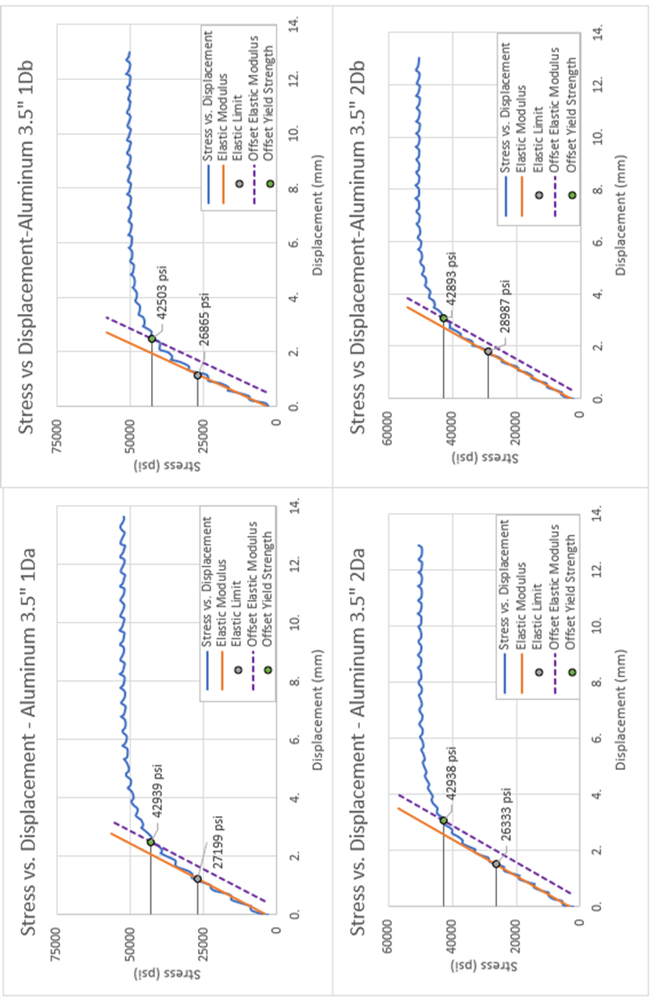 Stress vs. Displacement - Aluminum 3.5" 1Da
75000
50000
25000
0
Stress (psi)
42939 psi
27199 psi
Stress vs. Displacement
Elastic Modulus
Elastic Limit
Offset Elastic Modulus
Offset Yield Strength
0. 2. 4. 6. 8. 10. 12. 14.
Displacement (mm)
Stress vs Displacement-Aluminum 3.5" 1Db
75000
50000
25000
0
Stress (psi)
42503 psi
26865 psi
Stress vs. Displacement
Elastic Modulus
Elastic Limit
Offset Elastic Modulus
Offset Yield Strength
0. 2. 4. 6. 8. 10. 12. 14.
Displacement (mm)
Stress vs. Displacement - Aluminum 3.5" 2Da
60000
40000
20000
0
Stress (psi)
42938 psi
26333 psi
Stress vs. Displacement
Elastic Modulus
Elastic Limit
Offset Elastic Modulus
Offset Yield Strength
0. 2. 4. 6. 8. 10. 12. 14.
Displacement (mm)
Stress vs Displacement-Aluminum 3.5" 2Db
60000
40000
20000
0
Stress (psi)
42893 psi
28987 psi
Stress vs. Displacement
Elastic Modulus
Elastic Limit
Offset Elastic Modulus
Offset Yield Strength
0. 2. 4. 6. 8. 10. 12. 14.
Displacement (mm)